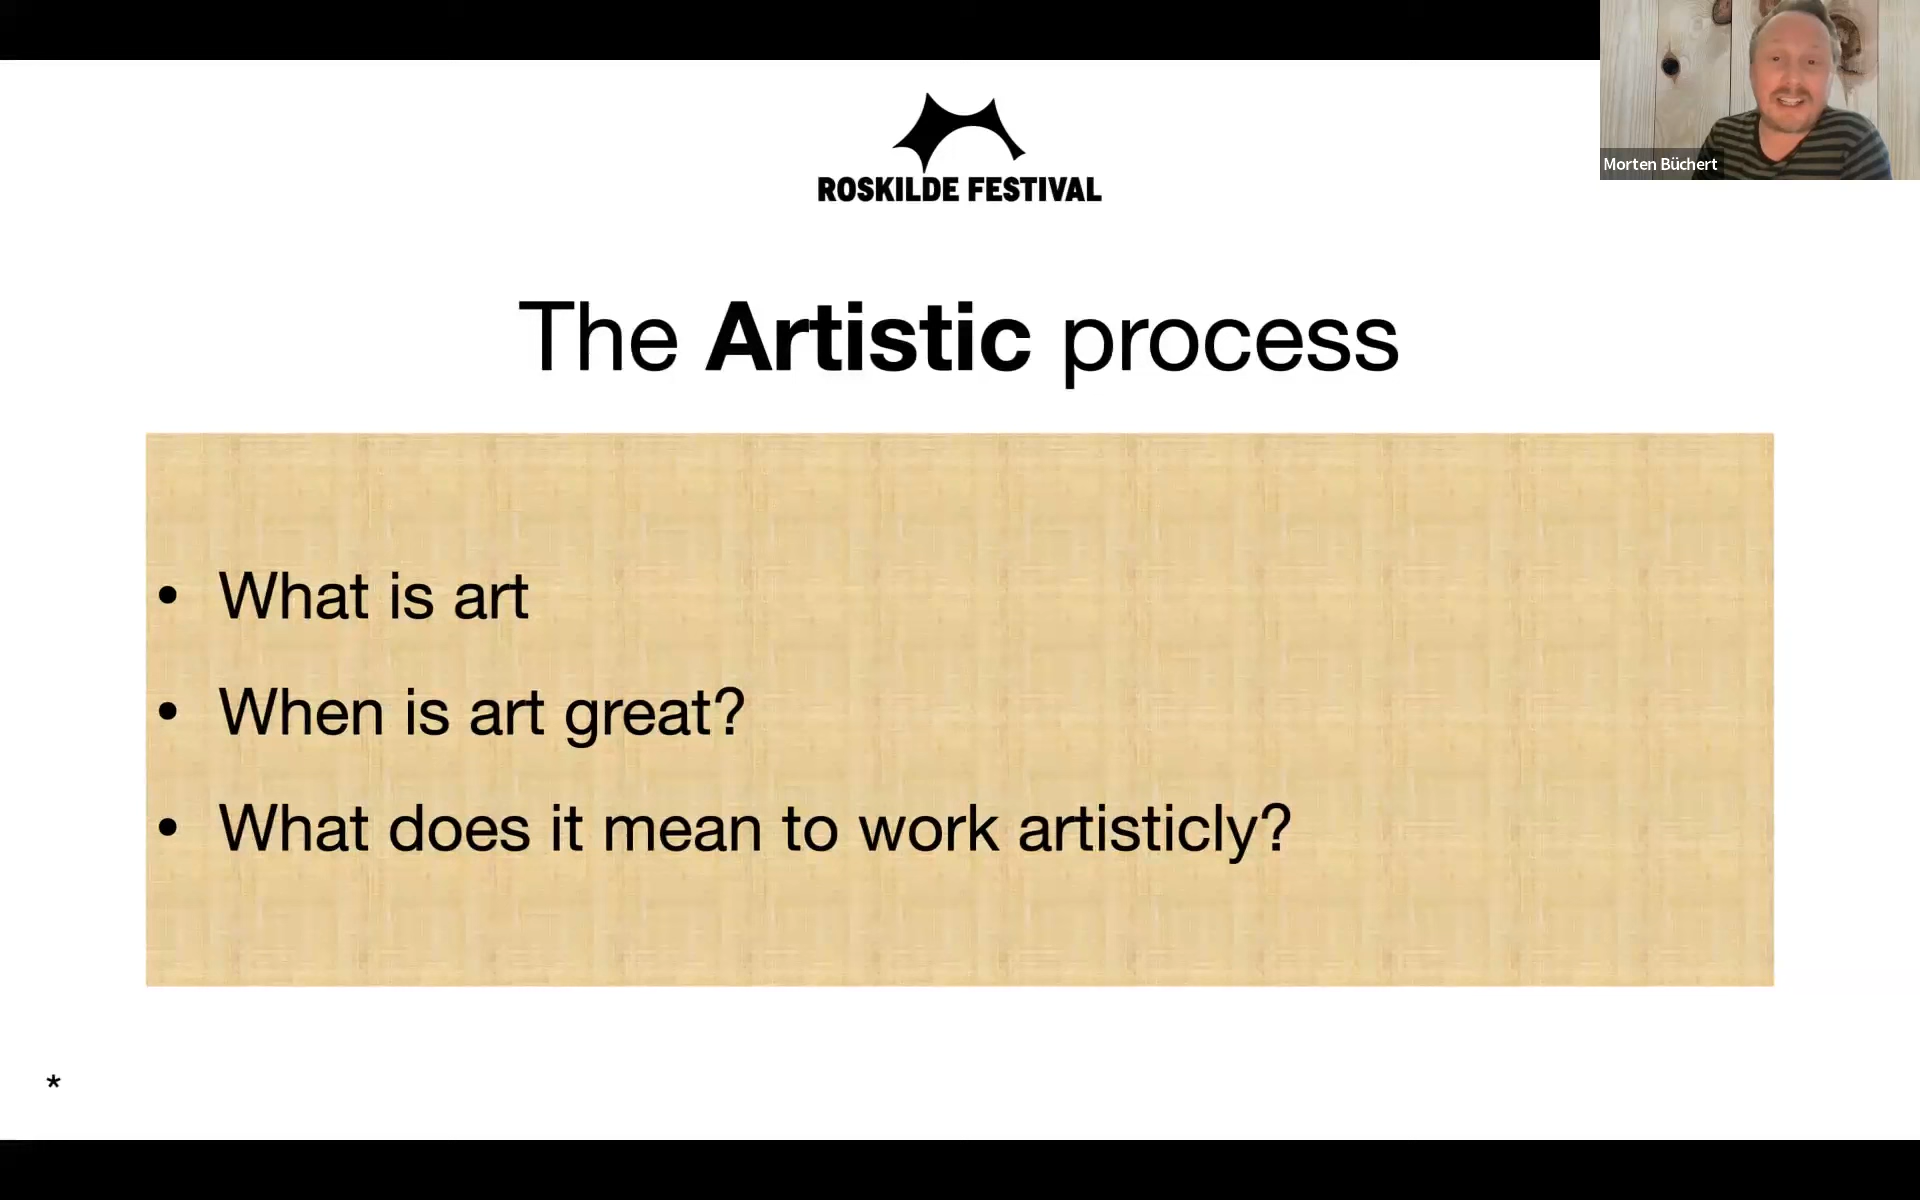 Morten Büchert
ROSKILDE FESTIVAL
The Artistic process
• What is art
• When is art great?
• What does it mean to work artisticly?
*